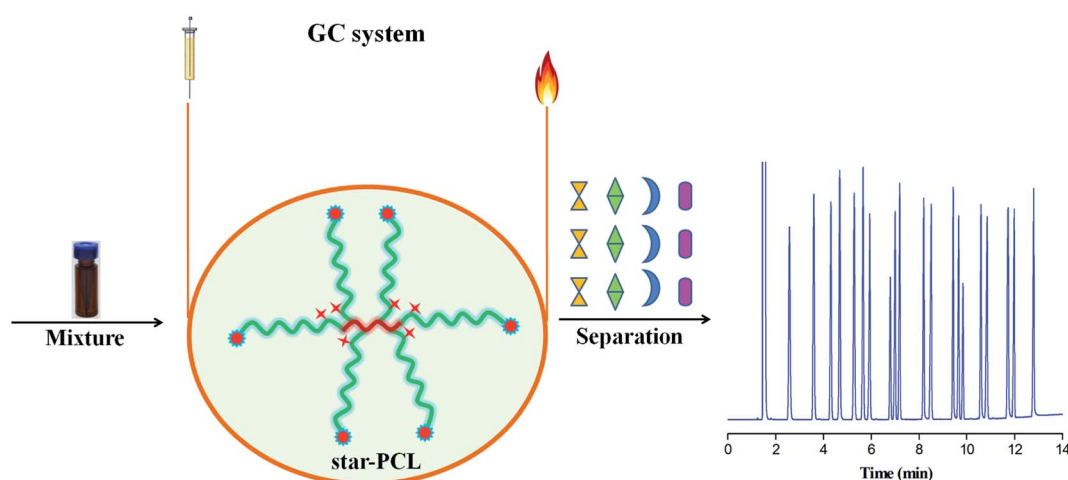 GC system
Mixture
star-PCL
Separation
0 2 4 6 8 10 12 14
Time (min)